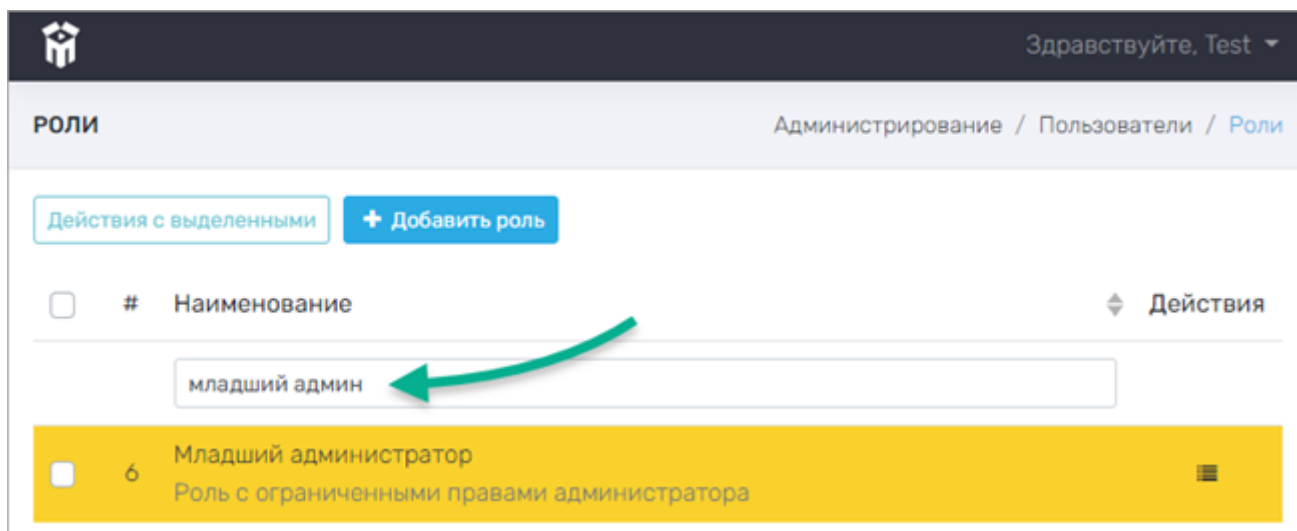 Здравствуйте, Test
РОЛИ
Администрирование / Пользователи / Роли
Действия с выделенными
+ Добавить роль
# Наименование Действия
младший админ
6 Младший администратор
Роль с ограниченными правами администратора